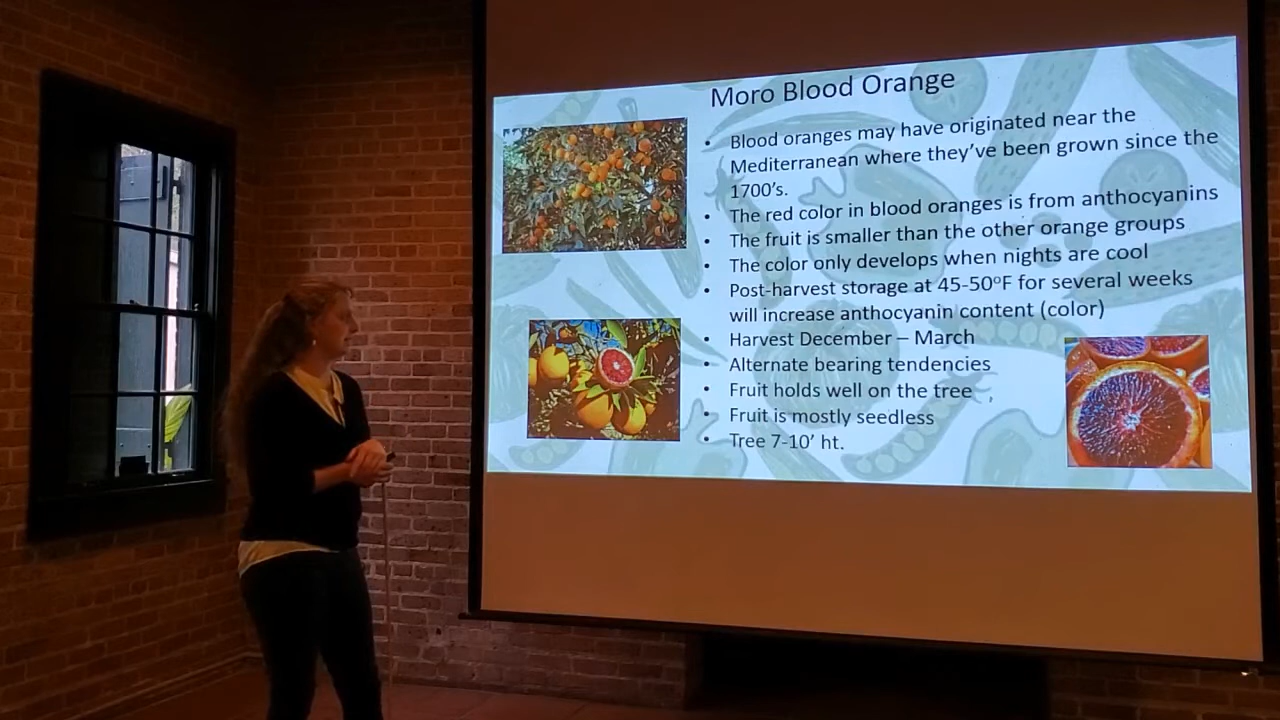 Moro Blood Orange
• Blood oranges may have originated near the
Mediterranean where they've been grown since the
1700's.
• The red color in blood oranges is from anthocyanins
• The fruit is smaller than the other orange groups
• The color only develops when nights are cool
• Post-harvest storage at 45-50°F for several weeks
will increase anthocyanin content (color)
• Harvest December – March
• Alternate bearing tendencies
• Fruit holds well on the tree
• Fruit is mostly seedless
• Tree 7-10' ht.